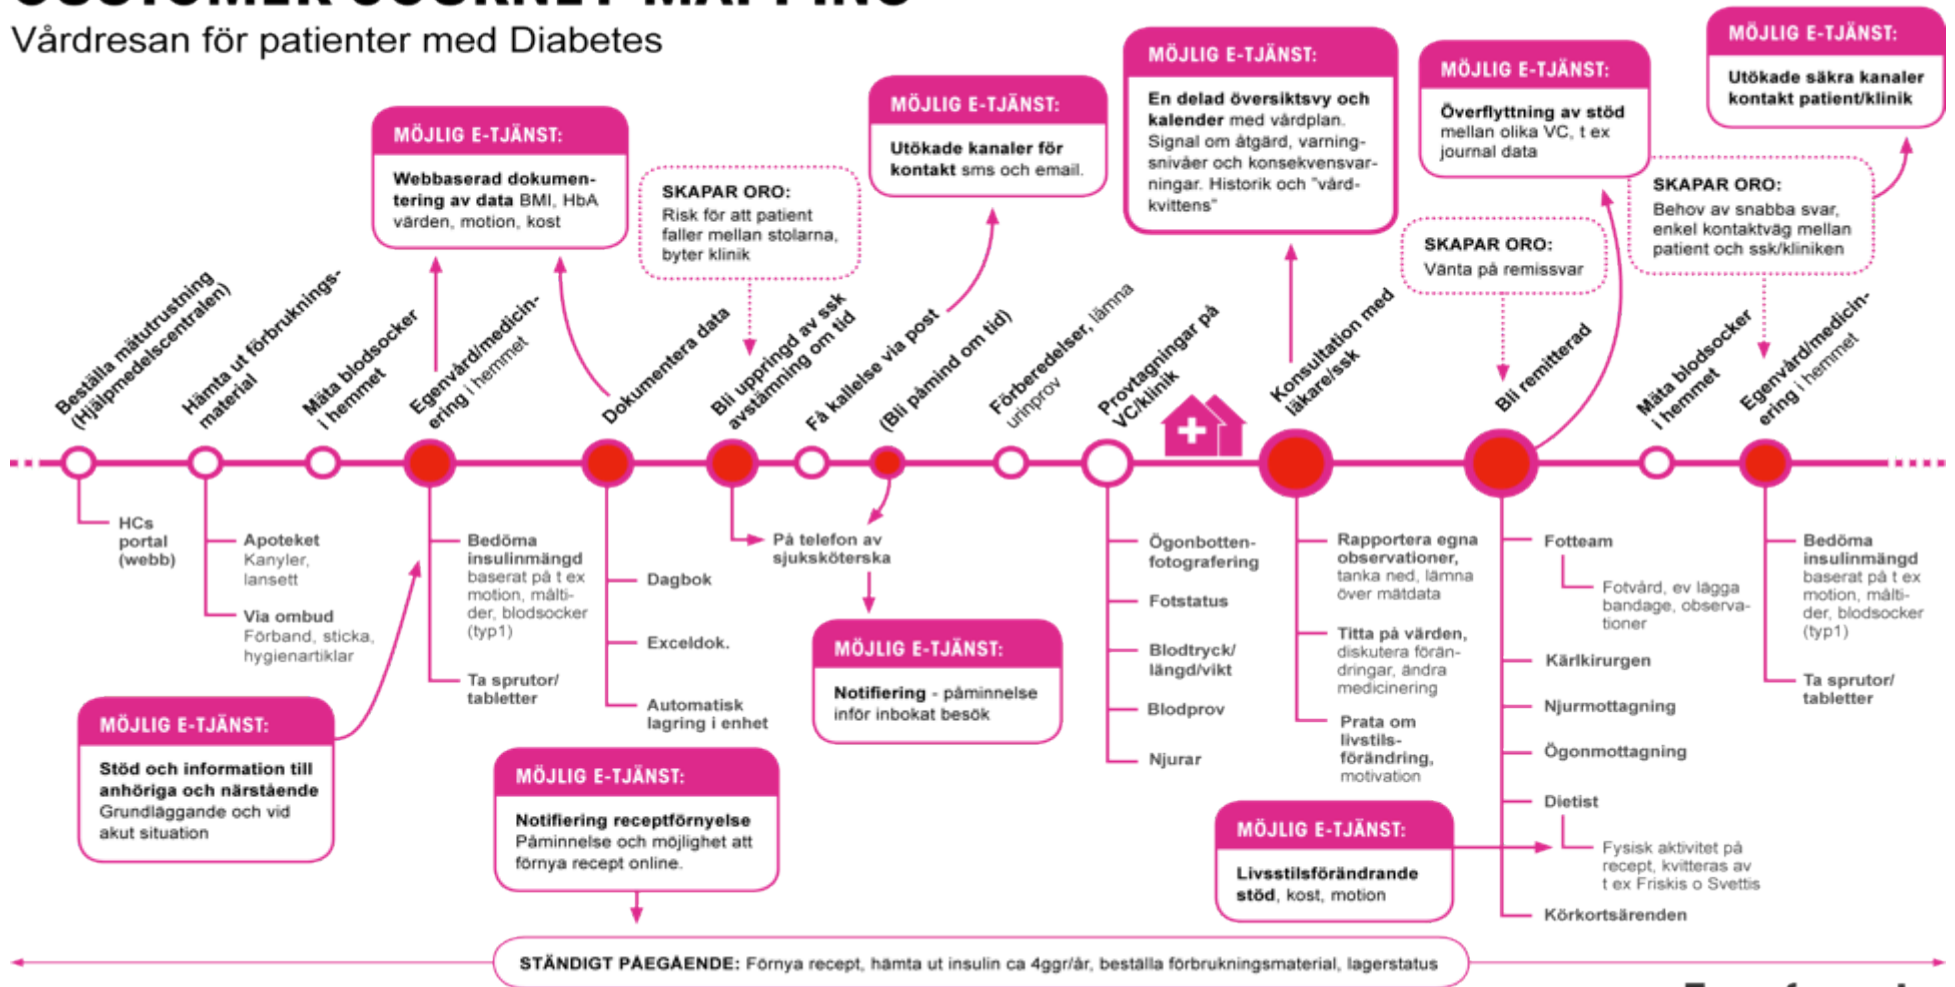 CUSTOMER JOURNEY MAPPING
Vårdresan för patienter med Diabetes
MÖJLIG E-TJÄNST:
Webbaserad dokumen-
tering av data BMI, HbA
värden, motion, kost
SKAPAR ORO:
Risk för att patient
faller mellan stolarna,
byter klinik
MÖJLIG E-TJÄNST:
Utökade kanaler för
kontakt sms och email.
MÖJLIG E-TJÄNST:
En delad översiktsvy och
kalender med vårdplan.
Signal om åtgärd, varning-
snivåer och konsekvensvar-
ningar. Historik och "vård-
kvittens"
MÖJLIG E-TJÄNST:
Överflyttning av stöd
mellan olika VC, t ex
journal data
SKAPAR ORO:
Vänta på remissvar
MÖJLIG E-TJÄNST:
Utökade säkra kanaler
kontakt patient/klinik
SKAPAR ORO:
Behov av snabba svar,
enkel kontaktväg mellan
patient och ssk/kliniken
Beställa mätutrustning
(Hjälpmedelscentralen)
Hämta ut förbruknings-
material
Mäta blodsocker
i hemmet
Egenvård/medicin-
ering i hemmet
Dokumentera data
Bli uppringd av ssk
avstämning om tid
Få kallelse via post
(Bli påmind om tid)
Förberedelser, lämna
urinprov
Provtagningar på
VC/klinik
Konsultation med
läkare/ssk
Bli remitterad
Mäta blodsocker
i hemmet
Egenvård/medicin-
ering i hemmet
HCs
portal
(webb)
Apoteket
Kanyler,
lansett
Via ombud
Förband, sticka,
hygienartiklar
Bedöma
insulinmängd
baserat på t ex
motion, målti-
der, blodsocker
(typ1)
Ta sprutor/
tabletter
Dagbok
Exceldok.
Automatisk
lagring i enhet
På telefon av
sjuksköterska
MÖJLIG E-TJÄNST:
Notifiering - påminnelse
inför inbokat besök
Ögonbotten-
fotografering
Fotstatus
Blodtryck/
längd/vikt
Blodprov
Njurar
Rapportera egna
observationer,
tanka ned, lämna
över mätdata
Titta på värden,
diskutera förän-
dringar, ändra
medicinering
Prata om
livstils-
förändring,
motivation
Fotteam
Fotvård, ev lägga
bandage, observa-
tioner
Kärlkirurgen
Njurmottagning
Ögonmottagning
Dietist
Fysisk aktivitet på
recept, kvitteras av
t ex Friskis o Svettis
Körkortsärenden
Bedöma
insulinmängd
baserat på t ex
motion, målti-
der, blodsocker
(typ1)
Ta sprutor/
tabletter
MÖJLIG E-TJÄNST:
Stöd och information till
anhöriga och närstående
Grundläggande och vid
akut situation
MÖJLIG E-TJÄNST:
Notifiering receptförnyelse
Påminnelse och möjlighet att
förnya recept online.
MÖJLIG E-TJÄNST:
Livsstilsförändrande
stöd, kost, motion
STÄNDIGT PÅEGÅENDE: Förnya recept, hämta ut insulin ca 4ggr/år, beställa förbrukningsmaterial, lagerstatus